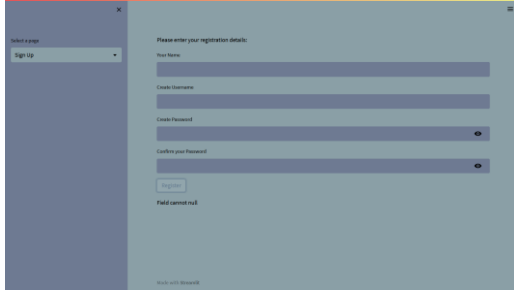 Select a page
Sign Up
Please enter your registration details:
Your Name
Create Username
Create Password
Confirm your Password
Register
Field cannot null
Made with Streamlit